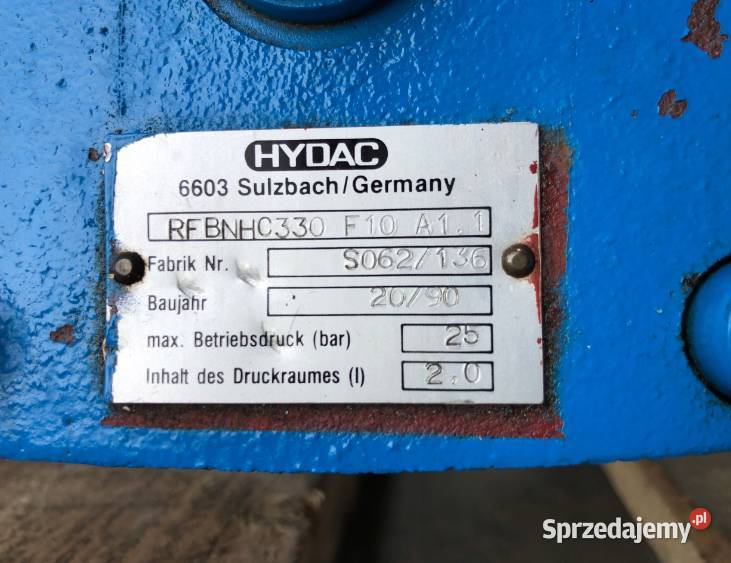 HYDAC
6603 Sulzbach/Germany
RFBNHC330 F10 A1.1
Fabrik Nr. S062/136
Baujahr 20/90
max. Betriebsdruck (bar) 25
Inhalt des Druckraumes (l) 2.0
Sprzedajemy.pl